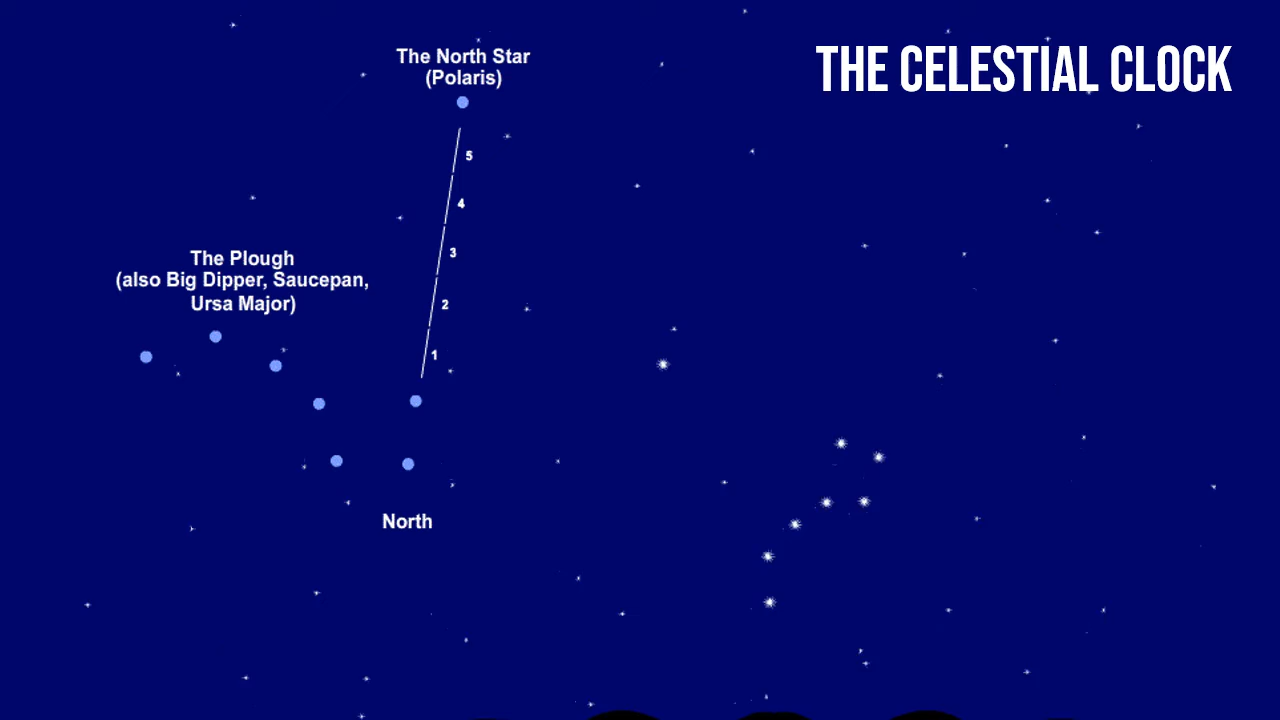 THE CELESTIAL CLOCK
The North Star
(Polaris)
5
4
3
2
1
The Plough
(also Big Dipper, Saucepan,
Ursa Major)
North